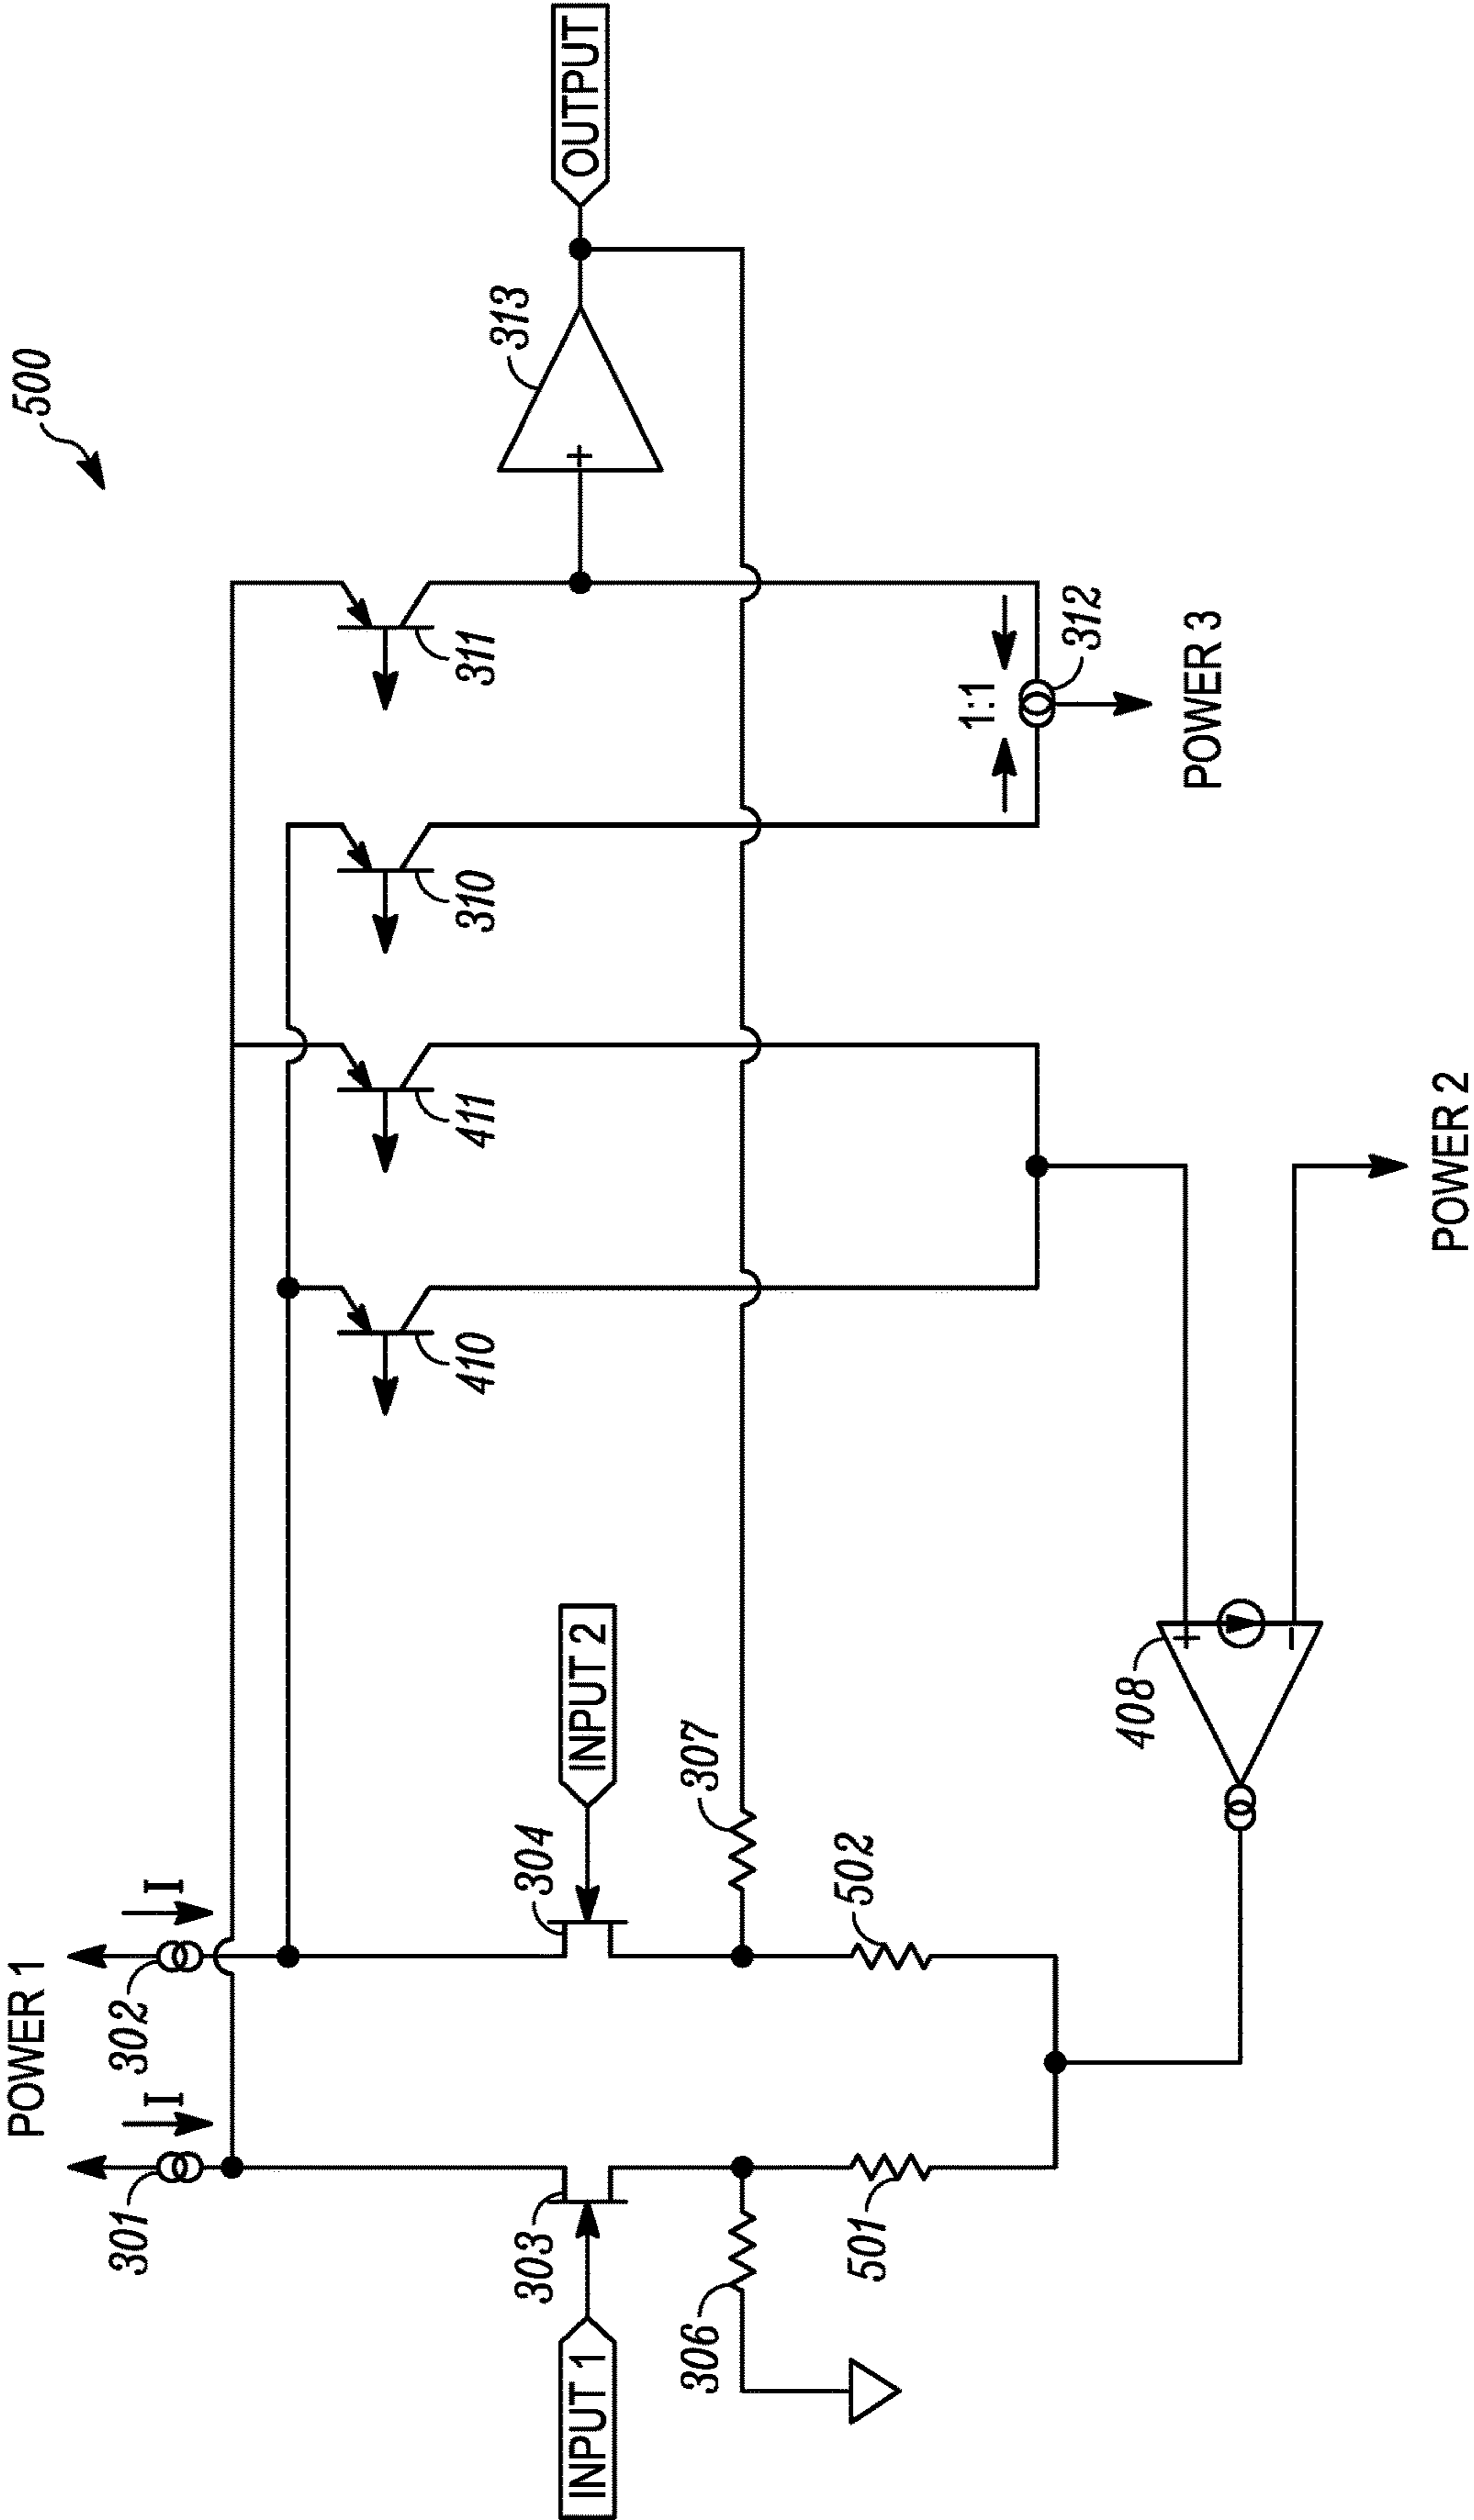 500
POWER 1
301
I
302
I
INPUT 1
303
304
INPUT 2
306
307
501
502
408
+
−
POWER 2
410
411
310
311
1:1
312
POWER 3
+
313
OUTPUT